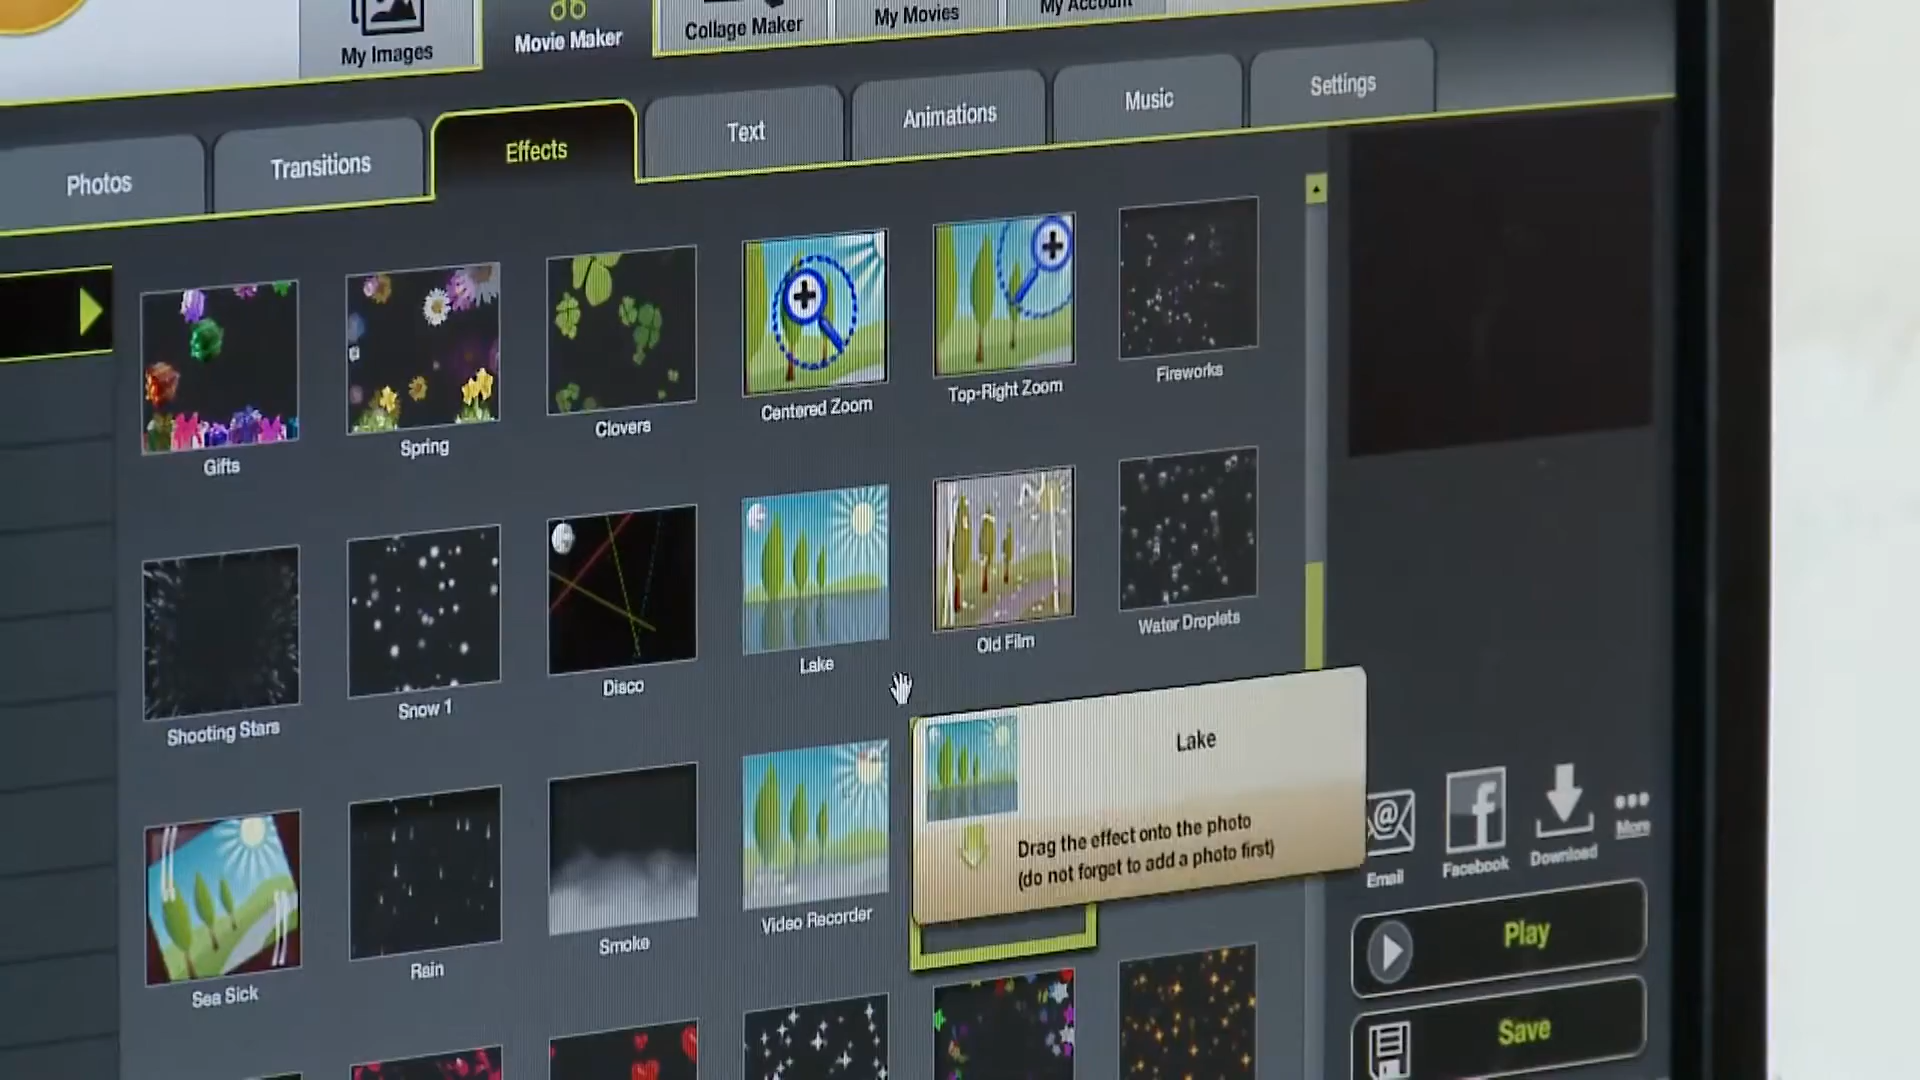 My Images
Movie Maker
Collage Maker
My Movies
My Account
Photos
Transitions
Effects
Text
Animations
Music
Settings
Gifts
Spring
Clovers
Centered Zoom
Top-Right Zoom
Fireworks
Shooting Stars
Snow 1
Disco
Lake
Old Film
Water Droplets
Lake
Drag the effect onto the photo
(do not forget to add a photo first)
Sea Sick
Rain
Smoke
Video Recorder
Email
Facebook
Download
More
Play
Save